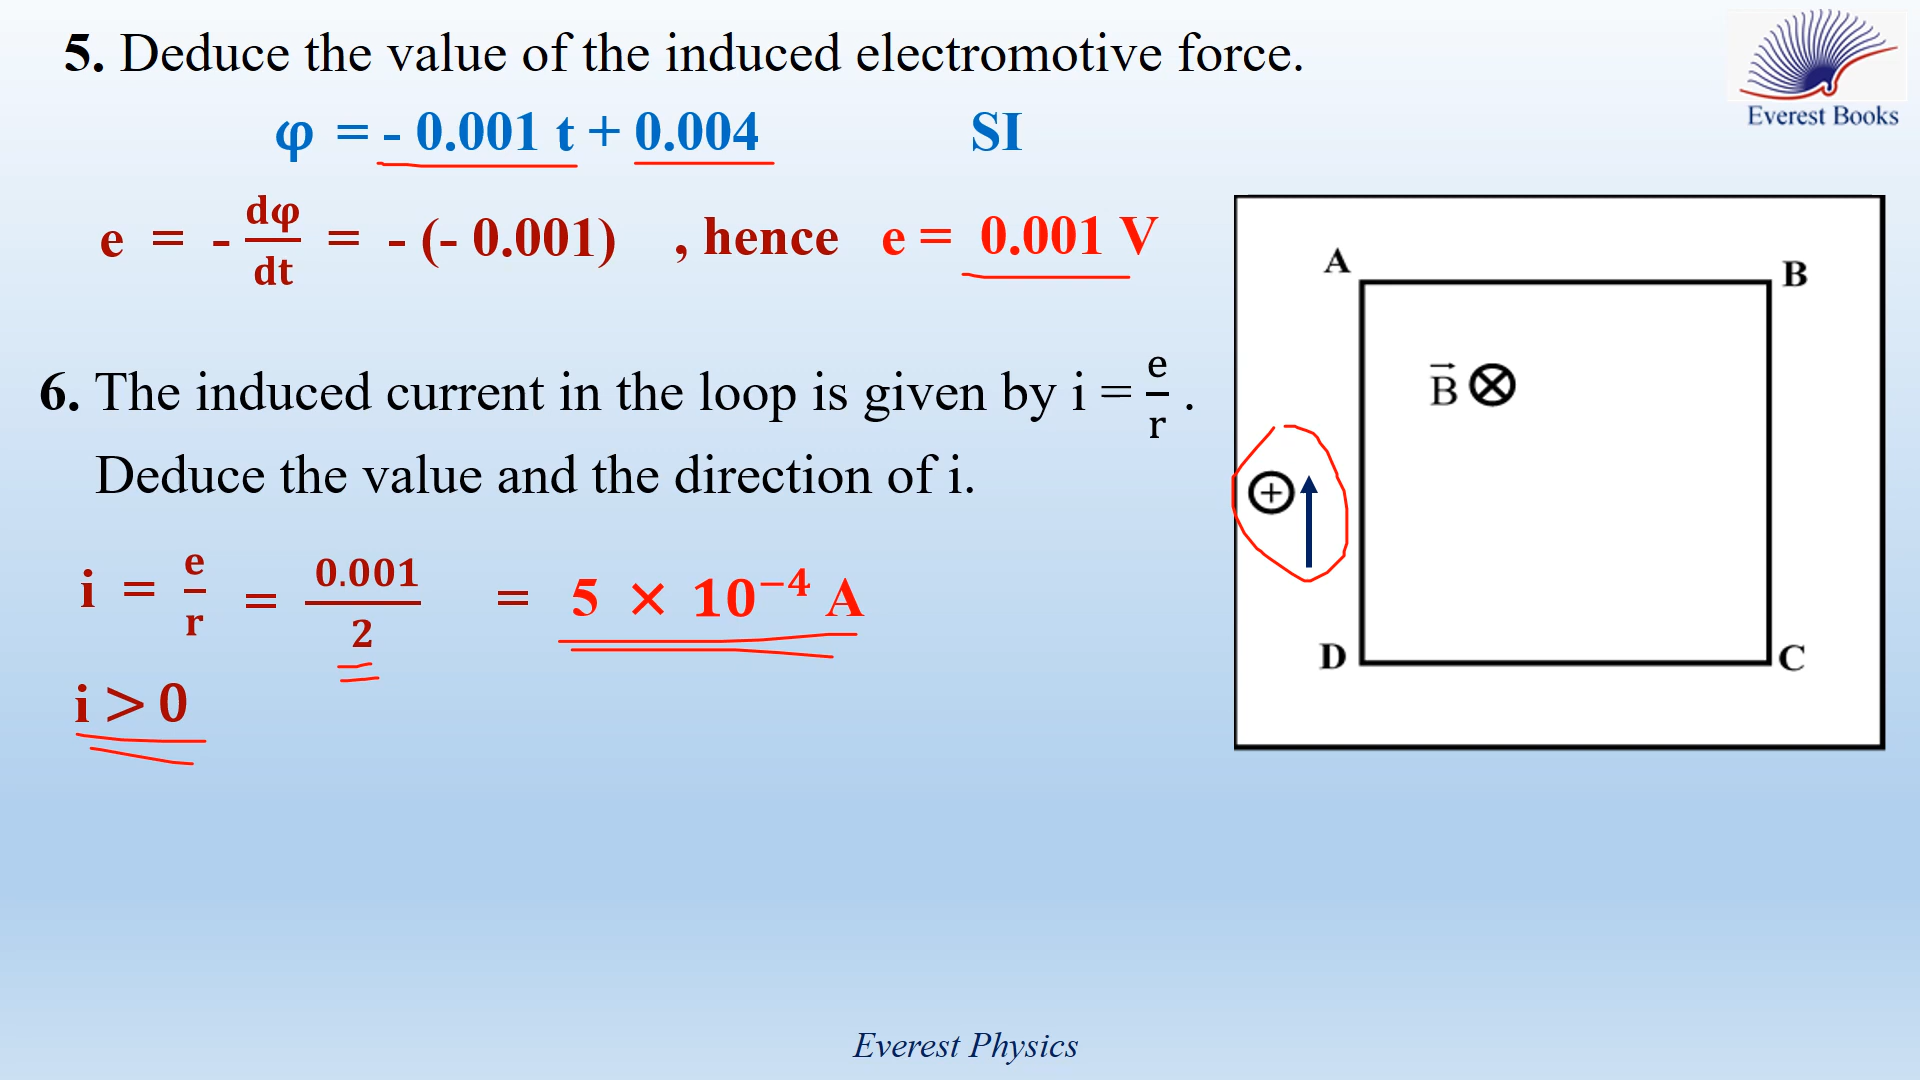 5. Deduce the value of the induced electromotive force.
Everest Books
φ = - 0.001 t + 0.004 SI
e = - dφ/dt = - (- 0.001) , hence e = 0.001 V
6. The induced current in the loop is given by i = e/r .
Deduce the value and the direction of i.
i = e/r = 0.001/2 = 5 × 10⁻⁴ A
i > 0
A
B
B⃗ ⊗
⊕
D
C
Everest Physics